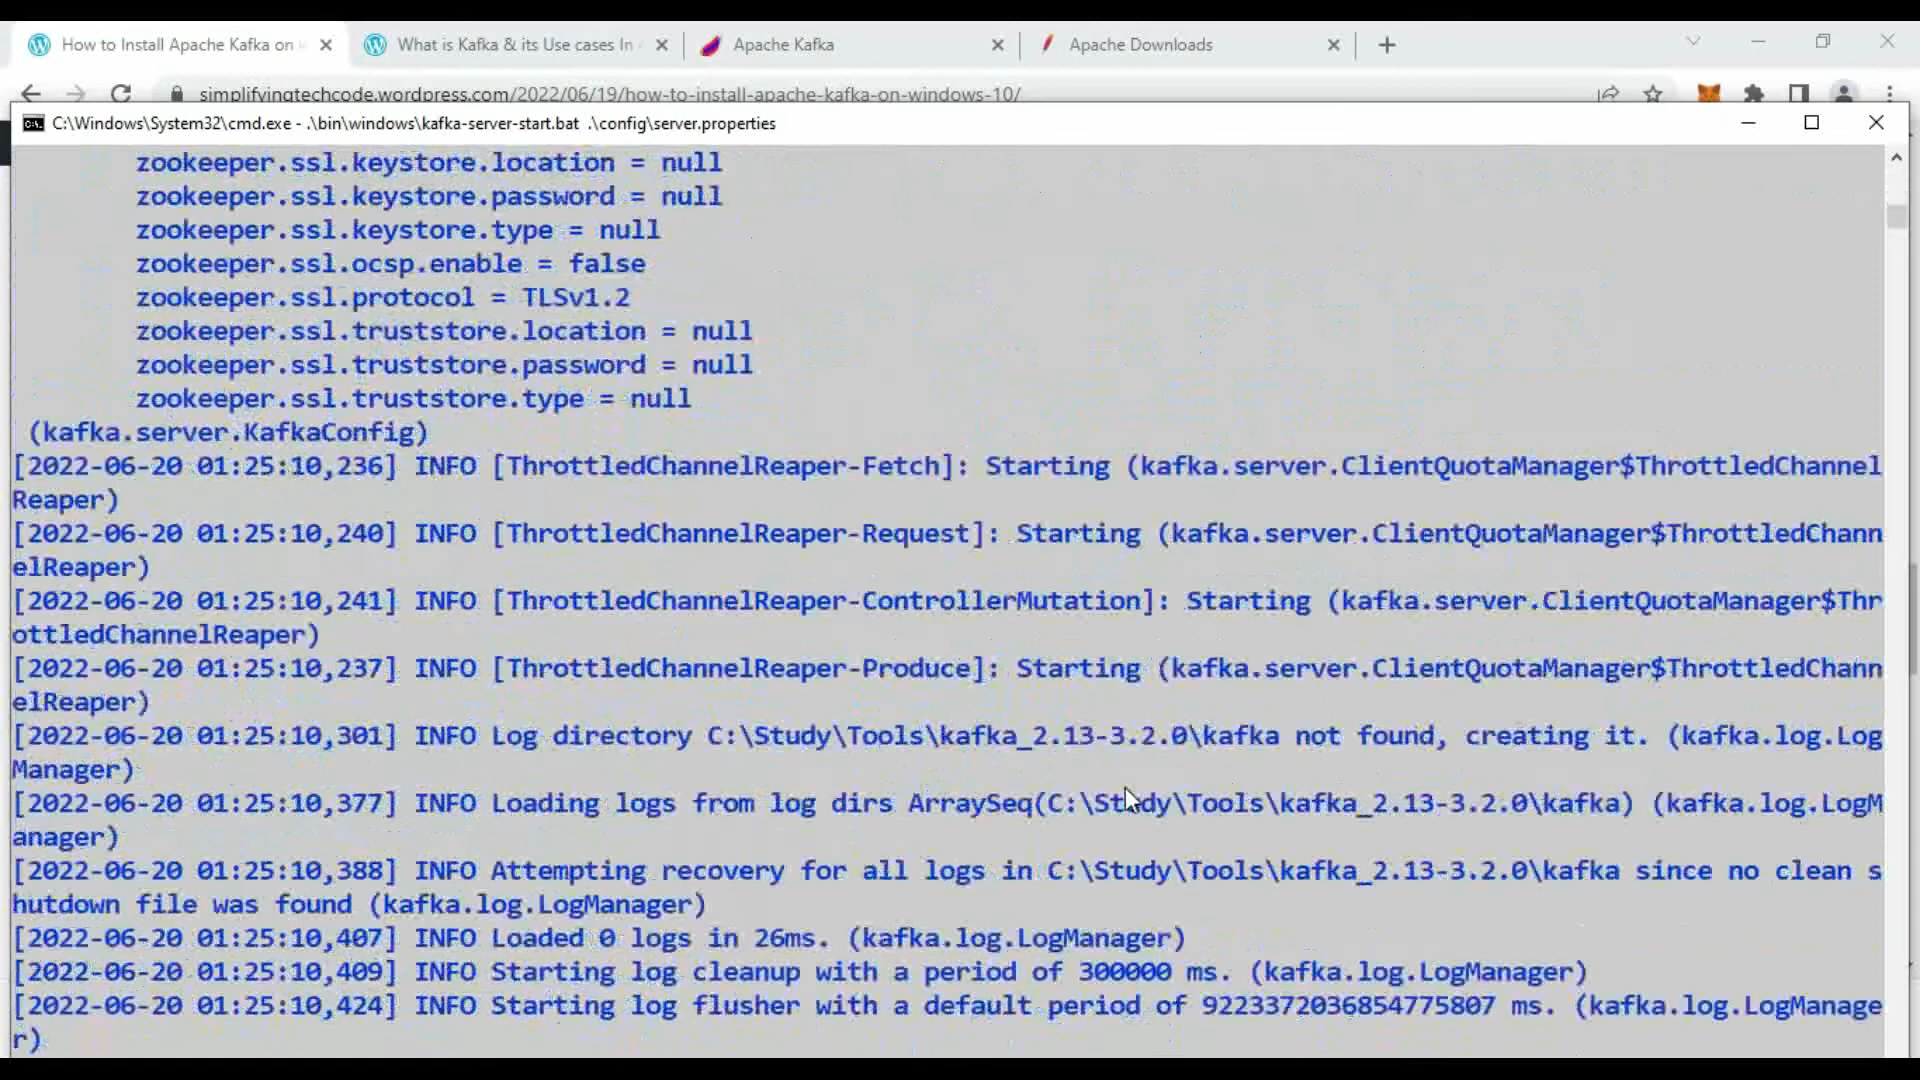 How to Install Apache Kafka on
What is Kafka & its Use cases In
Apache Kafka
Apache Downloads
simplifyingtechcode.wordpress.com/2022/06/19/how-to-install-apache-kafka-on-windows-10/
C:\Windows\System32\cmd.exe - .\bin\windows\kafka-server-start.bat .\config\server.properties
zookeeper.ssl.keystore.location = null
zookeeper.ssl.keystore.password = null
zookeeper.ssl.keystore.type = null
zookeeper.ssl.ocsp.enable = false
zookeeper.ssl.protocol = TLSv1.2
zookeeper.ssl.truststore.location = null
zookeeper.ssl.truststore.password = null
zookeeper.ssl.truststore.type = null
(kafka.server.KafkaConfig)
[2022-06-20 01:25:10,236] INFO [ThrottledChannelReaper-Fetch]: Starting (kafka.server.ClientQuotaManager$ThrottledChannel
Reaper)
[2022-06-20 01:25:10,240] INFO [ThrottledChannelReaper-Request]: Starting (kafka.server.ClientQuotaManager$ThrottledChann
elReaper)
[2022-06-20 01:25:10,241] INFO [ThrottledChannelReaper-ControllerMutation]: Starting (kafka.server.ClientQuotaManager$Thr
ottledChannelReaper)
[2022-06-20 01:25:10,237] INFO [ThrottledChannelReaper-Produce]: Starting (kafka.server.ClientQuotaManager$ThrottledChann
elReaper)
[2022-06-20 01:25:10,301] INFO Log directory C:\Study\Tools\kafka_2.13-3.2.0\kafka not found, creating it. (kafka.log.Log
Manager)
[2022-06-20 01:25:10,377] INFO Loading logs from log dirs ArraySeq(C:\Study\Tools\kafka_2.13-3.2.0\kafka) (kafka.log.LogM
anager)
[2022-06-20 01:25:10,388] INFO Attempting recovery for all logs in C:\Study\Tools\kafka_2.13-3.2.0\kafka since no clean s
hutdown file was found (kafka.log.LogManager)
[2022-06-20 01:25:10,407] INFO Loaded 0 logs in 26ms. (kafka.log.LogManager)
[2022-06-20 01:25:10,409] INFO Starting log cleanup with a period of 300000 ms. (kafka.log.LogManager)
[2022-06-20 01:25:10,424] INFO Starting log flusher with a default period of 9223372036854775807 ms. (kafka.log.LogManage
r)